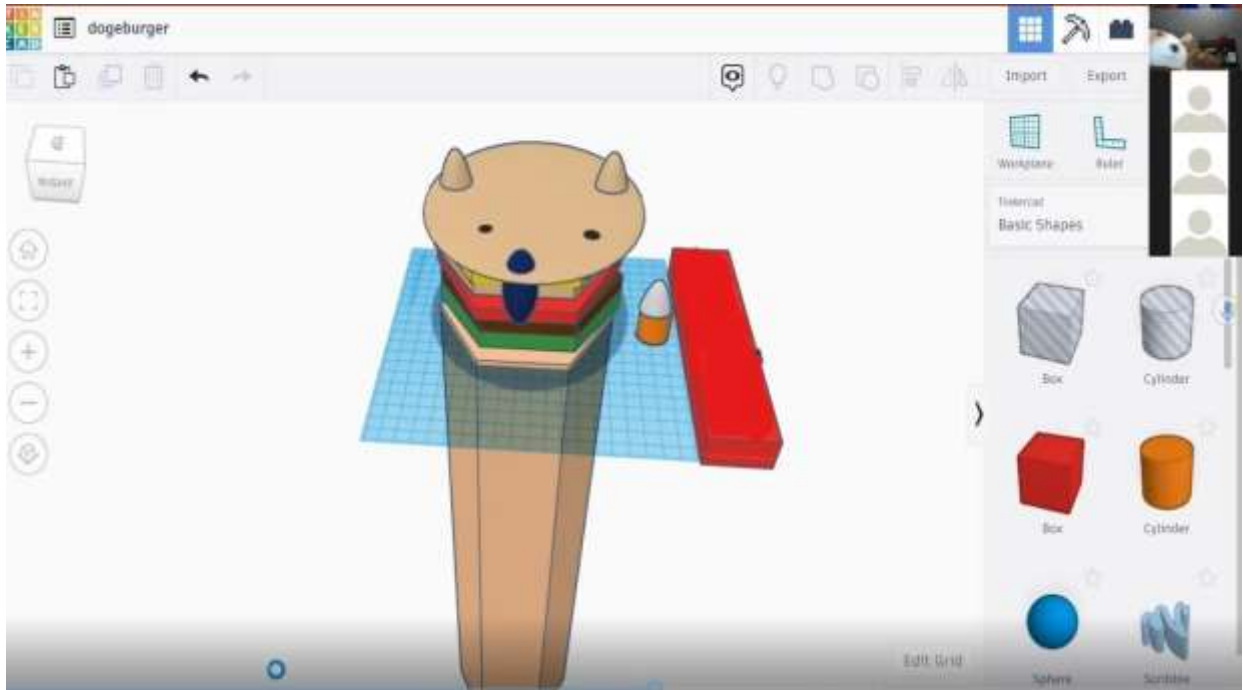 dogeburger
Import
Export
Workplane
Ruler
Tinkercad
Basic Shapes
Box
Cylinder
Box
Cylinder
Sphere
Scribble
Edit Grid